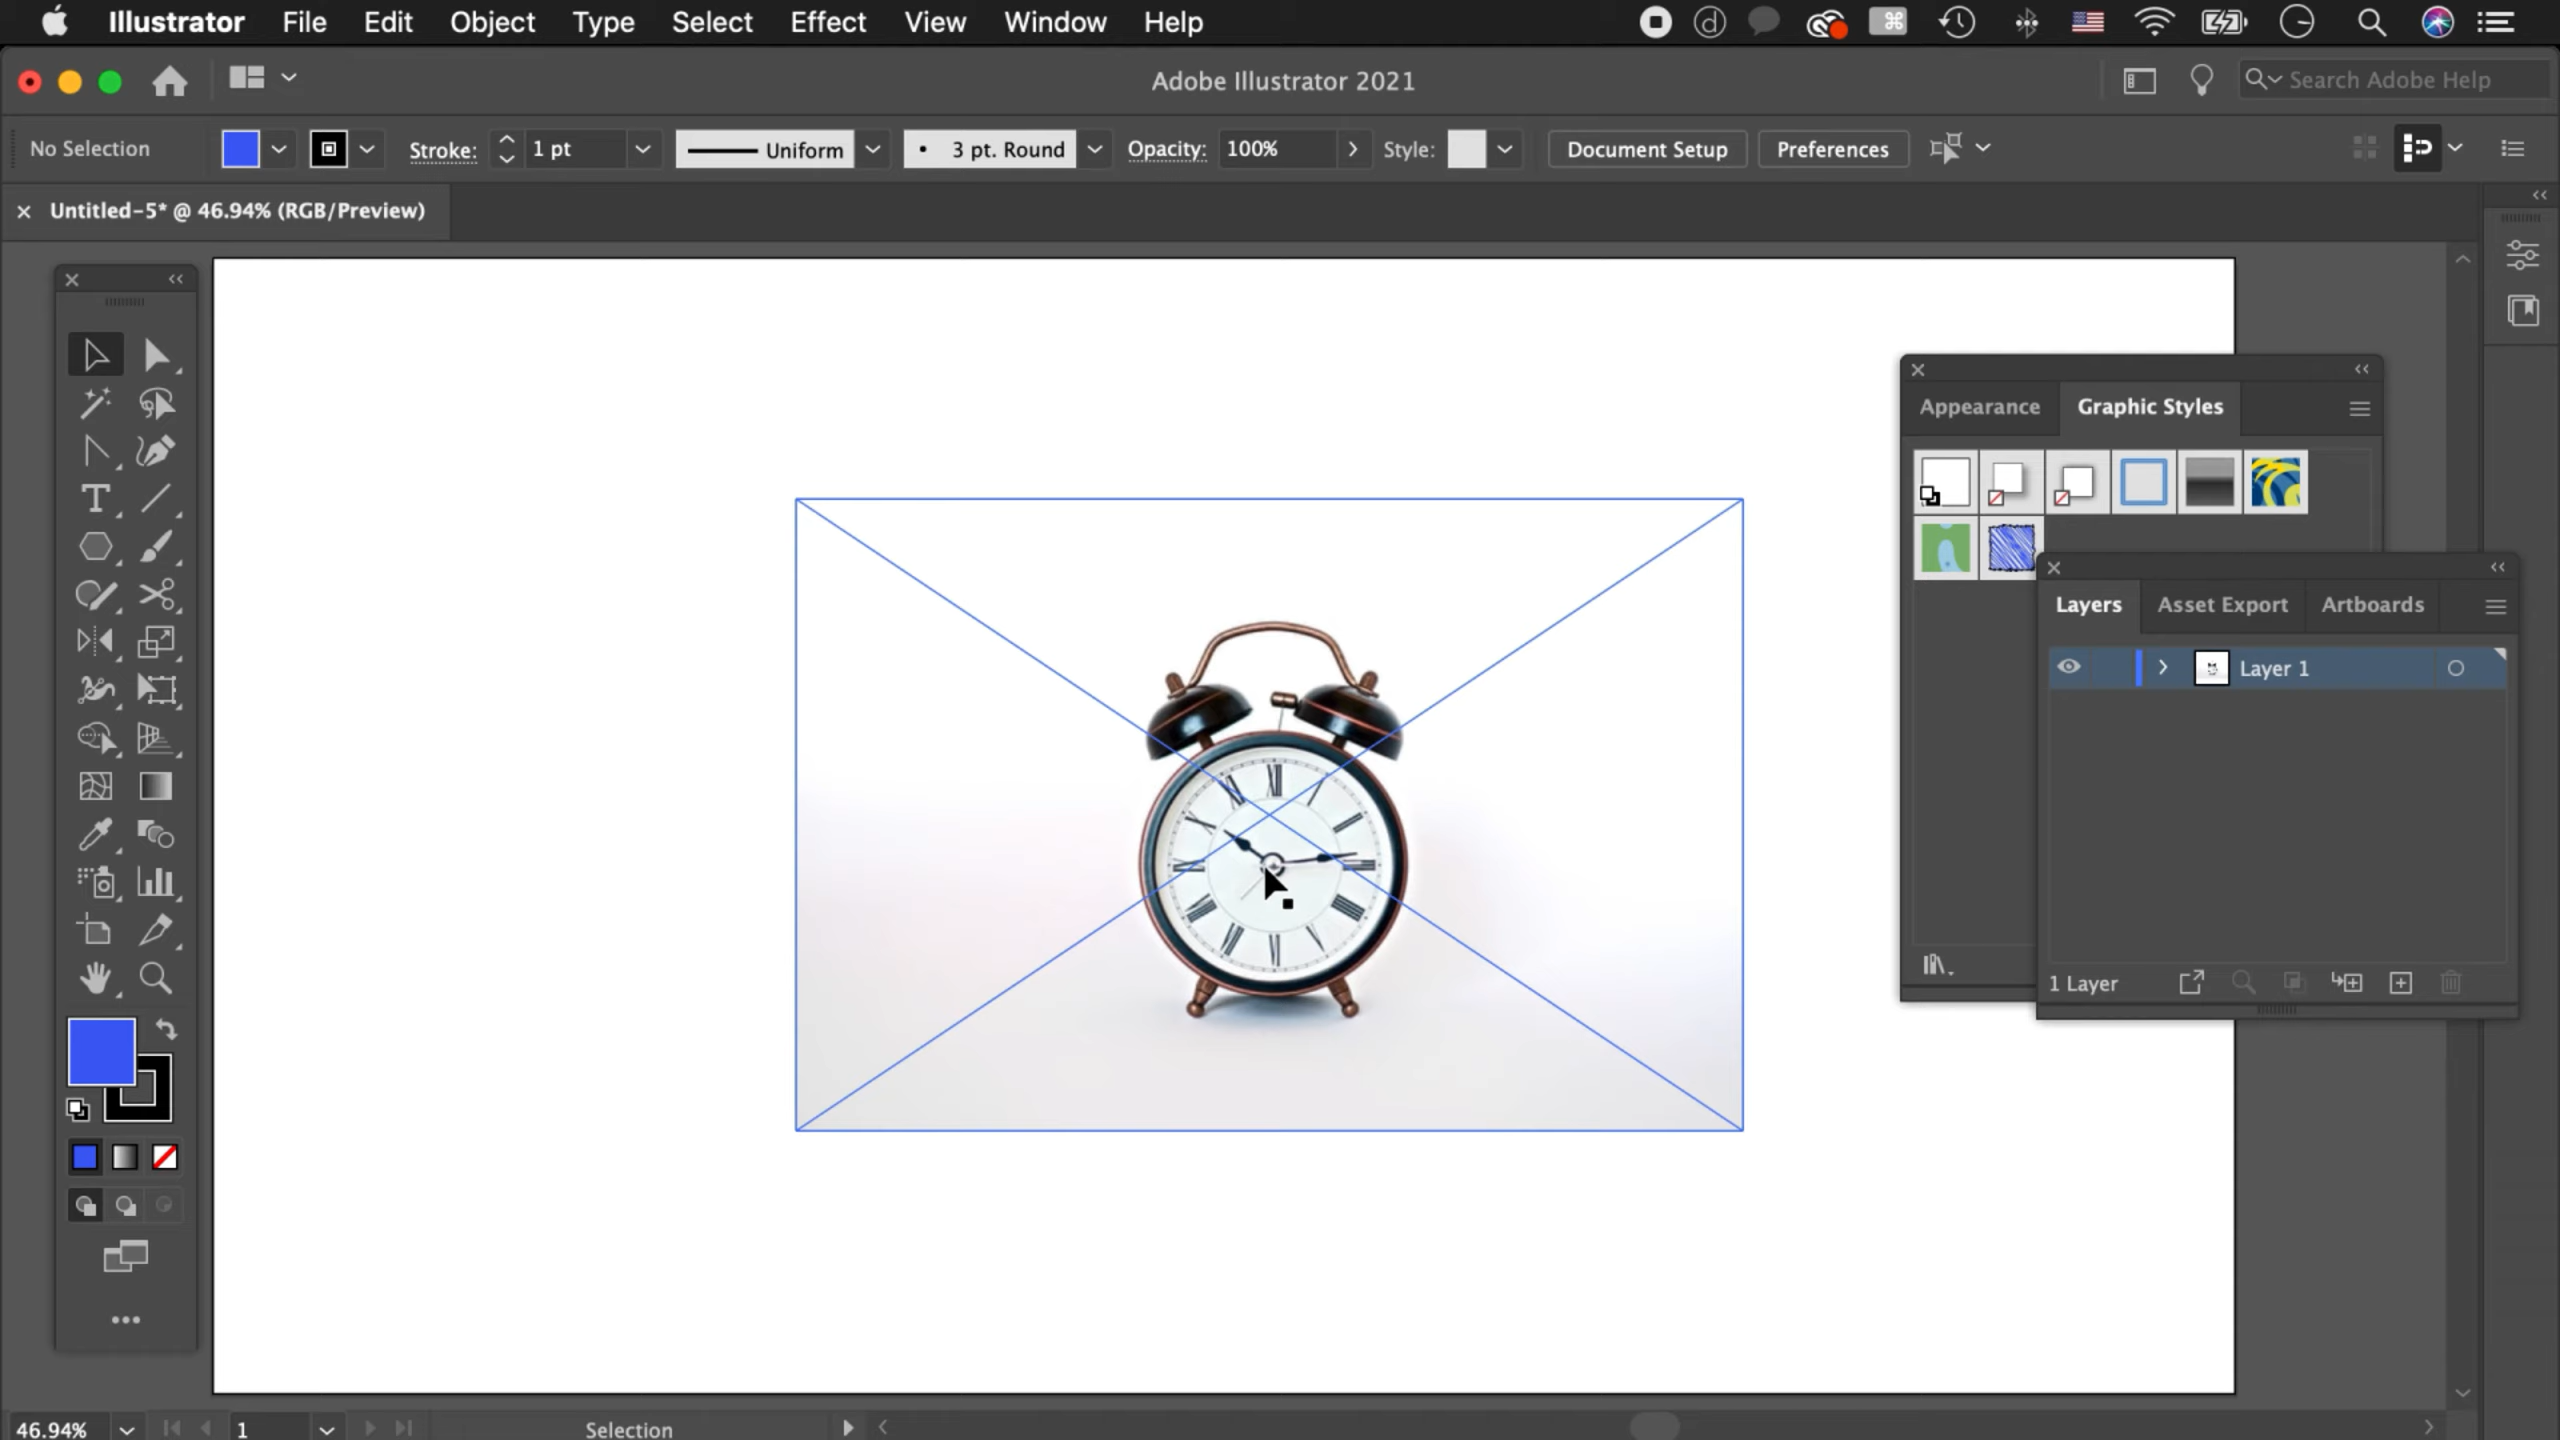 Illustrator File Edit Object Type Select Effect View Window Help
Adobe Illustrator 2021
Search Adobe Help
No Selection Stroke: 1 pt Uniform 3 pt. Round Opacity: 100% Style: Document Setup Preferences
Untitled-5* @ 46.94% (RGB/Preview)
Appearance Graphic Styles
Layers Asset Export Artboards
Layer 1
1 Layer
46.94% 1 Selection